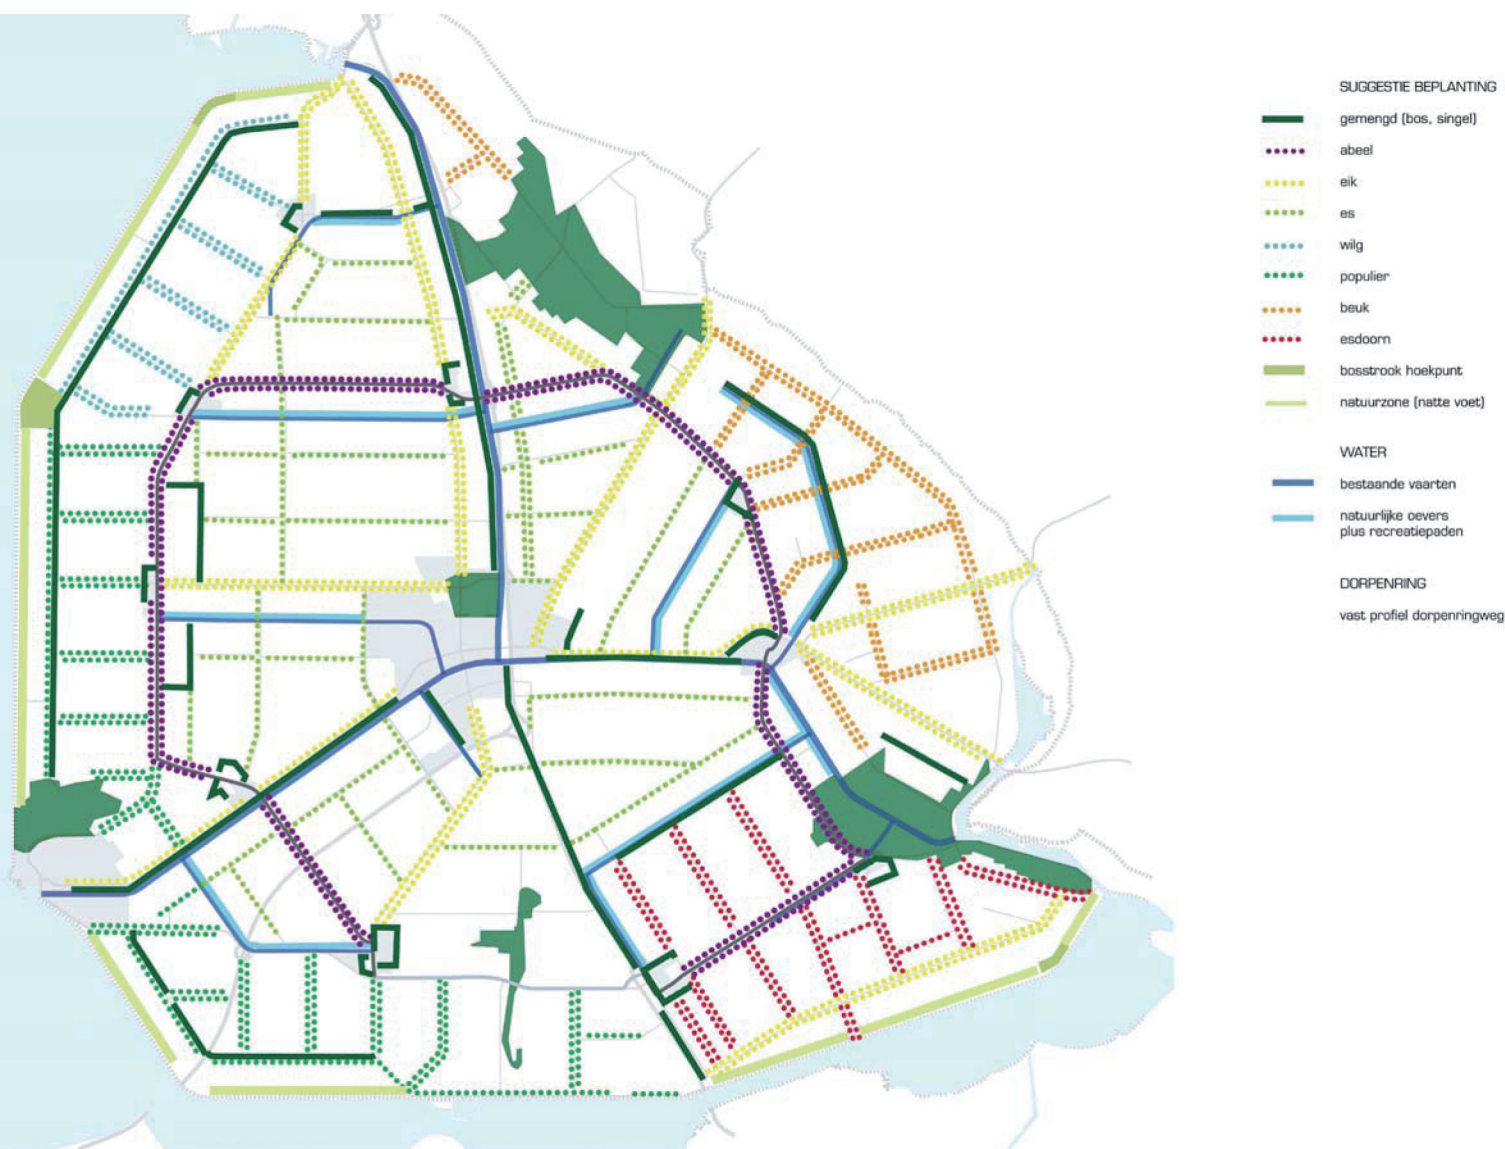 SUGGESTIE BEPLANTING
gemengd (bos, singel)
abeel
eik
es
wilg
populier
beuk
esdoorn
bosstrook hoekpunt
natuurzone (natte voet)
WATER
bestaande vaarten
natuurlijke oevers
plus recreatiepaden
DORPENRING
vast profiel dorpenringweg